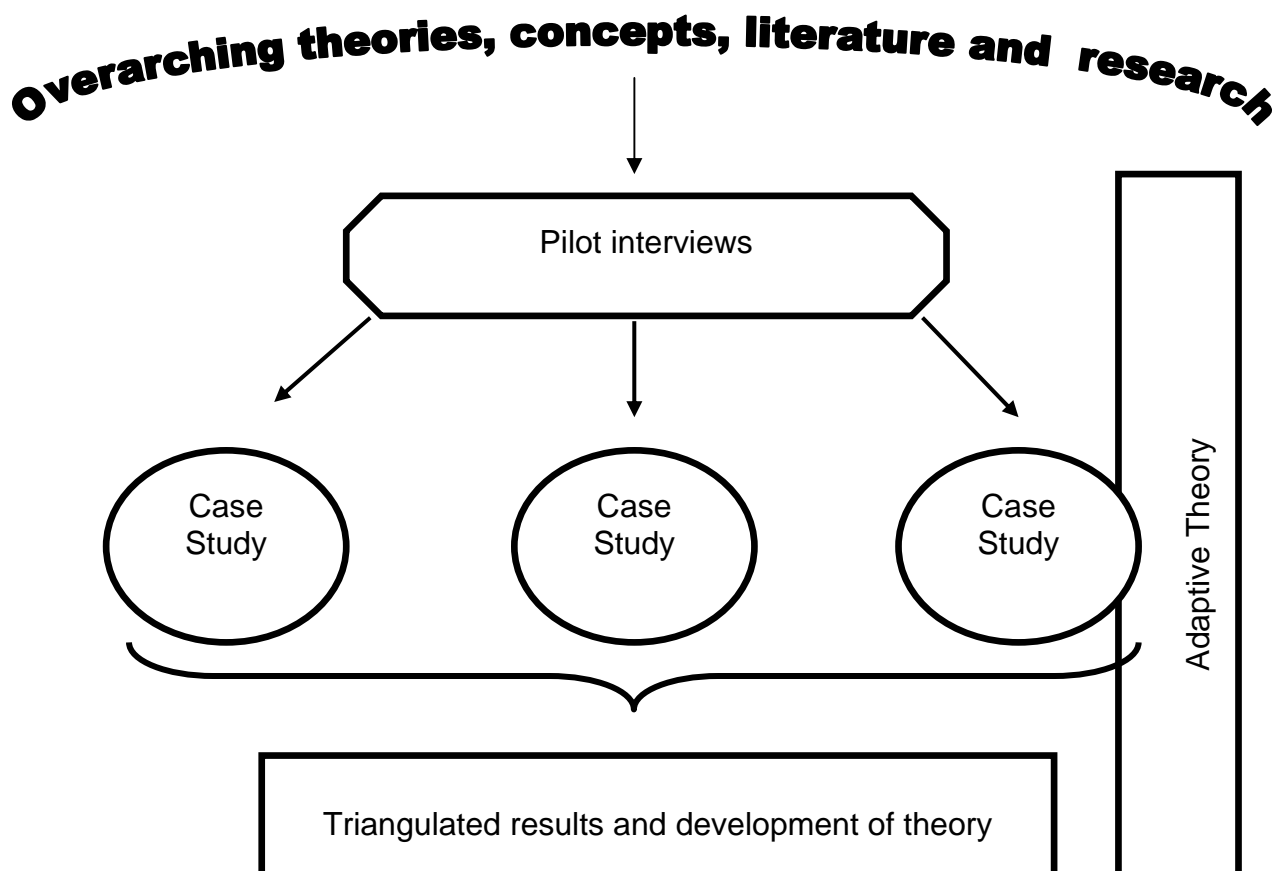 Overarching theories, concepts, literature and research
Pilot interviews
Case
Study
Case
Study
Case
Study
Adaptive Theory
Triangulated results and development of theory